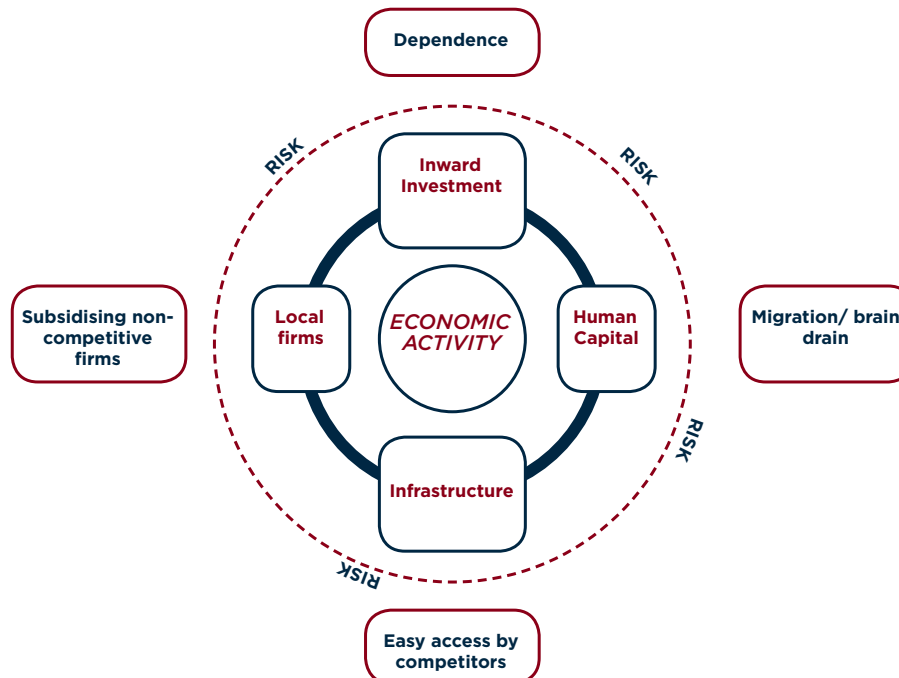 Dependence
RISK
RISK
Inward
Investment
Subsidising non-
competitive
firms
Local
firms
ECONOMIC
ACTIVITY
Human
Capital
Migration/ brain
drain
RISK
Infrastructure
RISK
Easy access by
competitors